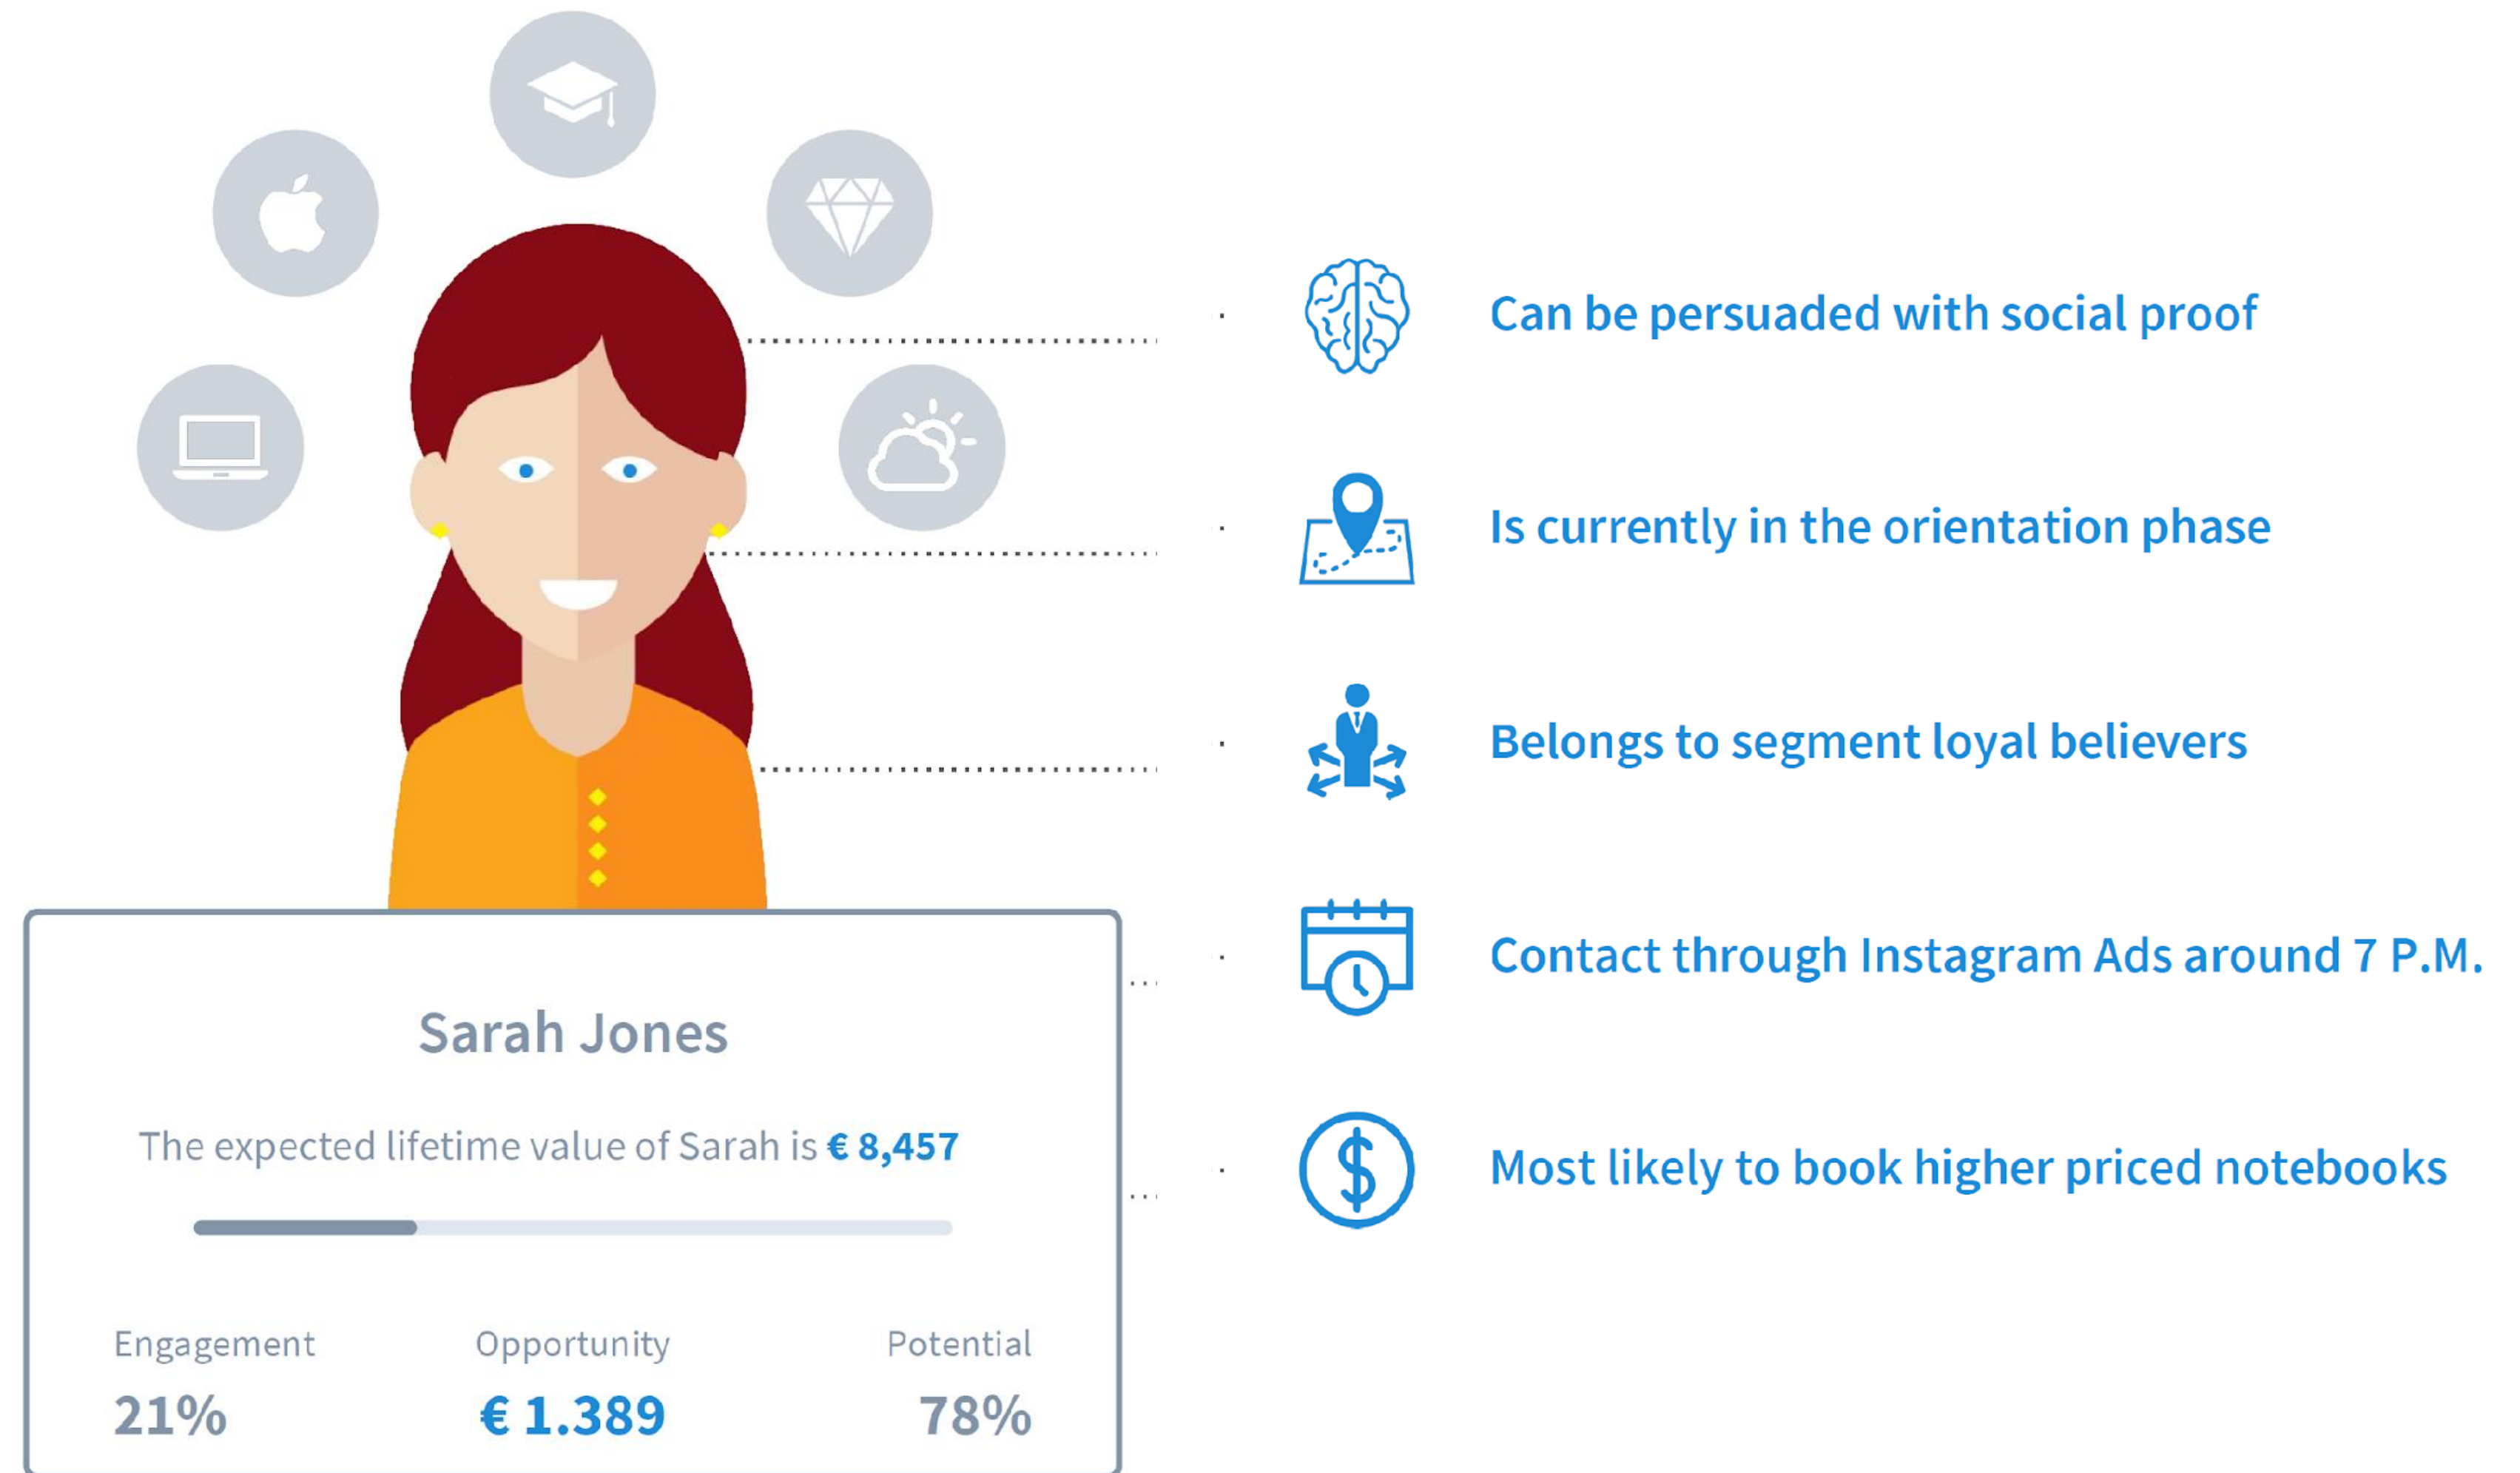 Can be persuaded with social proof
Is currently in the orientation phase
Belongs to segment loyal believers
Contact through Instagram Ads around 7 P.M.
Most likely to book higher priced notebooks
Sarah Jones
The expected lifetime value of Sarah is € 8,457
Engagement Opportunity Potential
21% € 1.389 78%